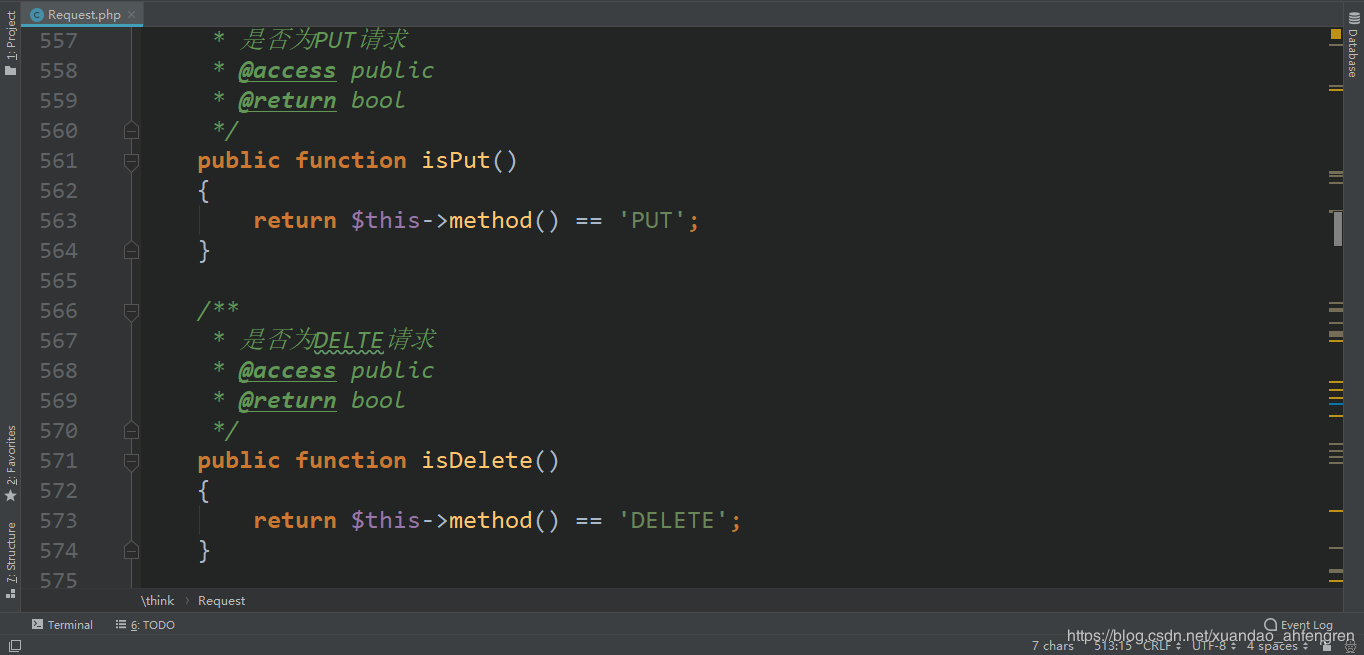 Request.php
1: Project
Database
557      * 是否为PUT请求
558      * @access public
559      * @return bool
560      */
561     public function isPut()
562     {
563         return $this->method() == 'PUT';
564     }
565
566     /**
567      * 是否为DELTE请求
568      * @access public
569      * @return bool
570      */
571     public function isDelete()
572     {
573         return $this->method() == 'DELETE';
574     }
575
2: Favorites
7: Structure
\think › Request
Terminal 6: TODO Event Log
https://blog.csdn.net/xuandao_ahfengren
7 chars 513:15 CRLF UTF-8 4 spaces